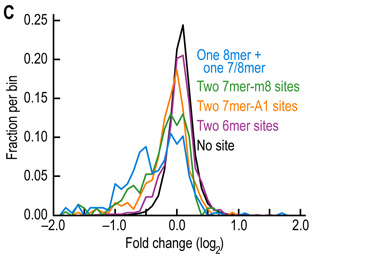 C
0.25
0.20
0.15
0.10
0.05
0.00
Fraction per bin
One 8mer +
one 7/8mer
Two 7mer-m8 sites
Two 7mer-A1 sites
Two 6mer sites
No site
−2.0 −1.0 0.0 1.0 2.0
Fold change (log2)